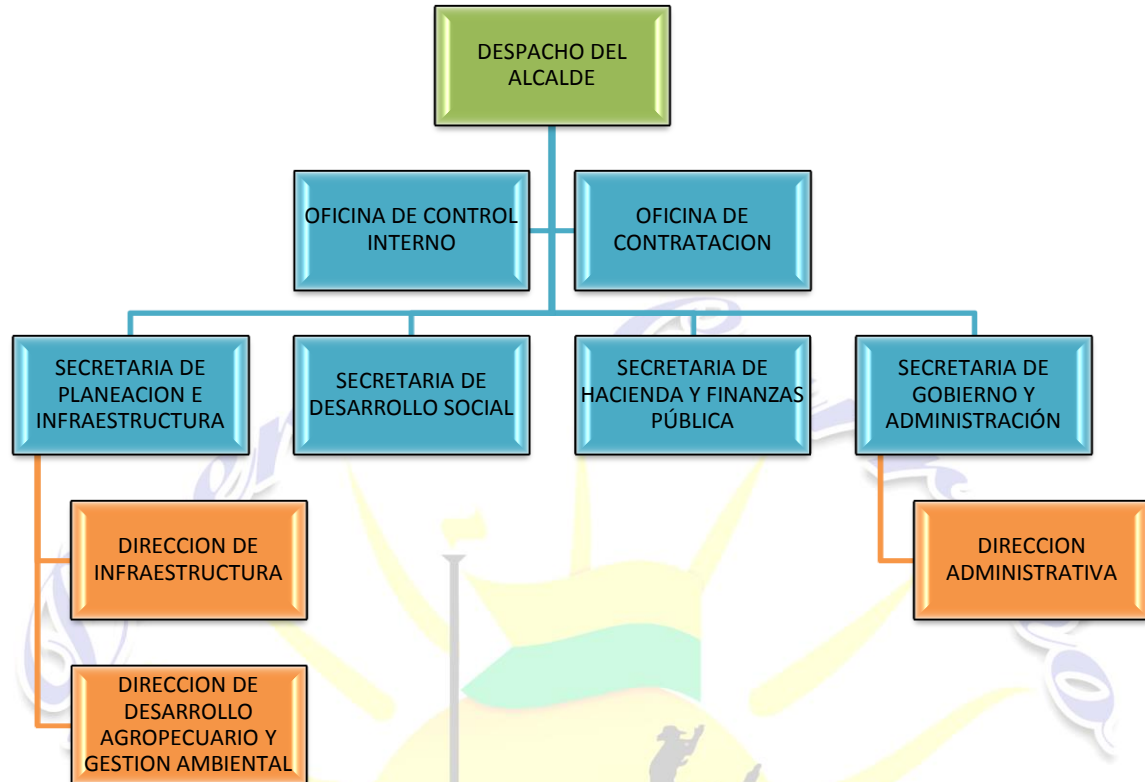 DESPACHO DEL
ALCALDE
OFICINA DE CONTROL
INTERNO
OFICINA DE
CONTRATACION
SECRETARIA DE
PLANEACION E
INFRAESTRUCTURA
SECRETARIA DE
DESARROLLO SOCIAL
SECRETARIA DE
HACIENDA Y FINANZAS
PÚBLICA
SECRETARIA DE
GOBIERNO Y
ADMINISTRACIÓN
DIRECCION DE
INFRAESTRUCTURA
DIRECCION
ADMINISTRATIVA
DIRECCION DE
DESARROLLO
AGROPECUARIO Y
GESTION AMBIENTAL